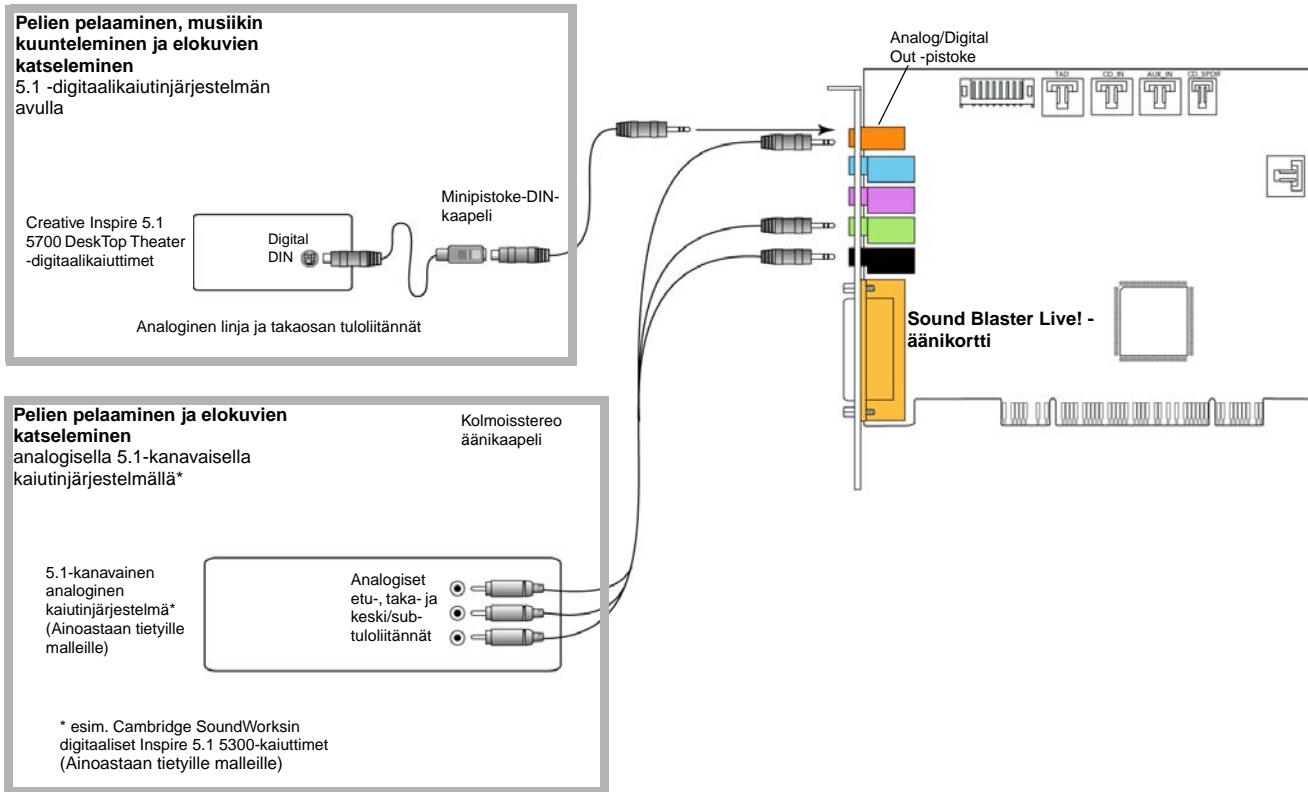 Pelien pelaaminen, musiikin
kuunteleminen ja elokuvien
katseleminen
5.1 -digitaalikaiutinjärjestelmän
avulla
Creative Inspire 5.1
5700 DeskTop Theater
-digitaalikaiuttimet
Digital
DIN
Minipistoke-DIN-
kaapeli
Analoginen linja ja takaosan tuloliitännät
Analog/Digital
Out -pistoke
TAD
CD_IN
AUX_IN
CD_SPDIF
Sound Blaster Live! -
äänikortti
Pelien pelaaminen ja elokuvien
katseleminen
analogisella 5.1-kanavaisella
kaiutinjärjestelmällä*
Kolmoisstereo
äänikaapeli
5.1-kanavainen
analoginen
kaiutinjärjestelmä*
(Ainoastaan tietyille
malleille)
Analogiset
etu-, taka- ja
keski/sub-
tuloliitännät
* esim. Cambridge SoundWorksin
digitaaliset Inspire 5.1 5300-kaiuttimet
(Ainoastaan tietyille malleille)